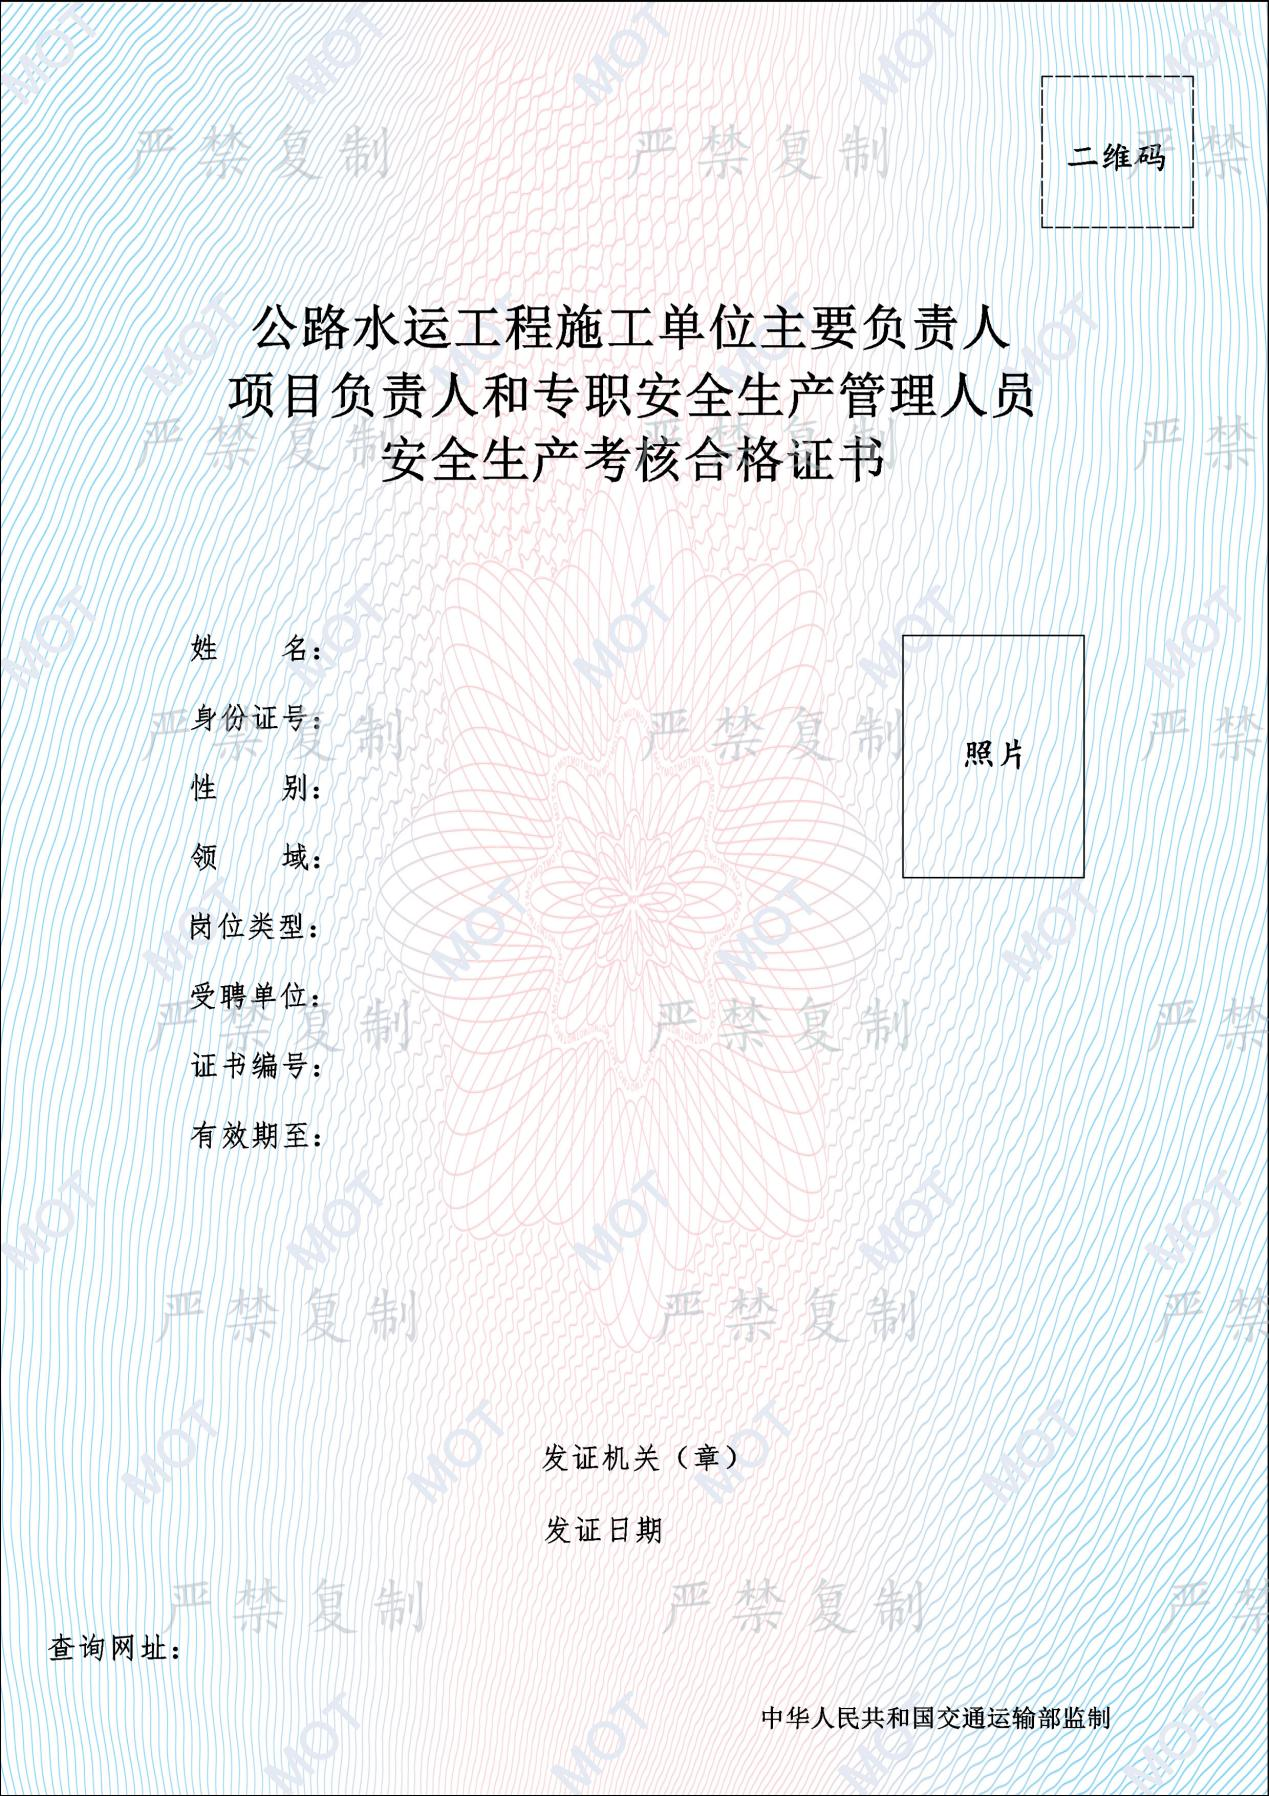 二维码
公路水运工程施工单位主要负责人
项目负责人和专职安全生产管理人员
安全生产考核合格证书
姓 名：
身份证号：
性 别：
领 域：
岗位类型：
受聘单位：
证书编号：
有效期至：
照片
发证机关（章）
发证日期
查询网址：
中华人民共和国交通运输部监制
严禁复制
MOT